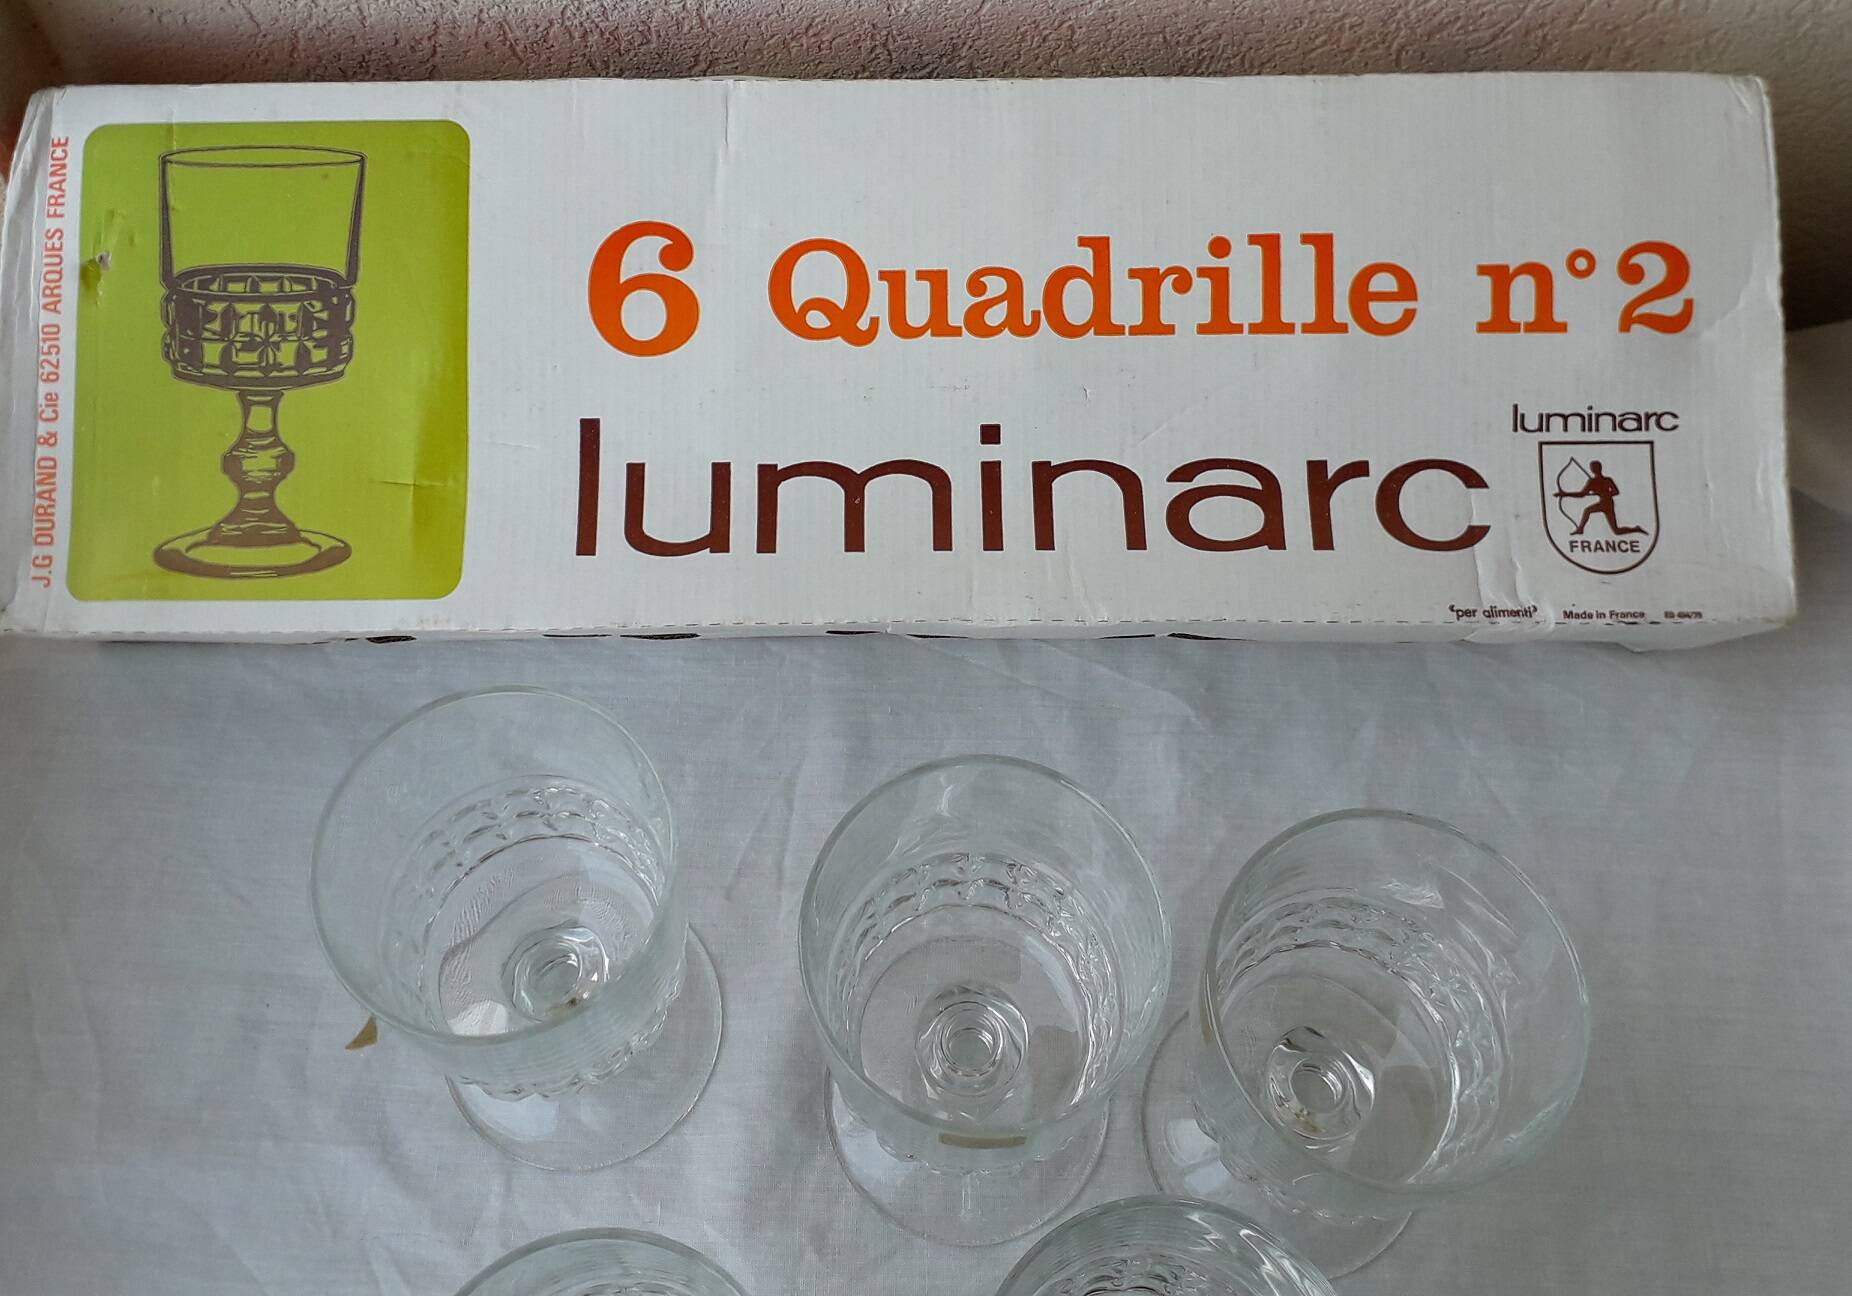 J.G DURAND & Cie 62510 ARQUES FRANCE
6 Quadrille n° 2
luminarc
luminarc
FRANCE
"per alimenti" Made in France